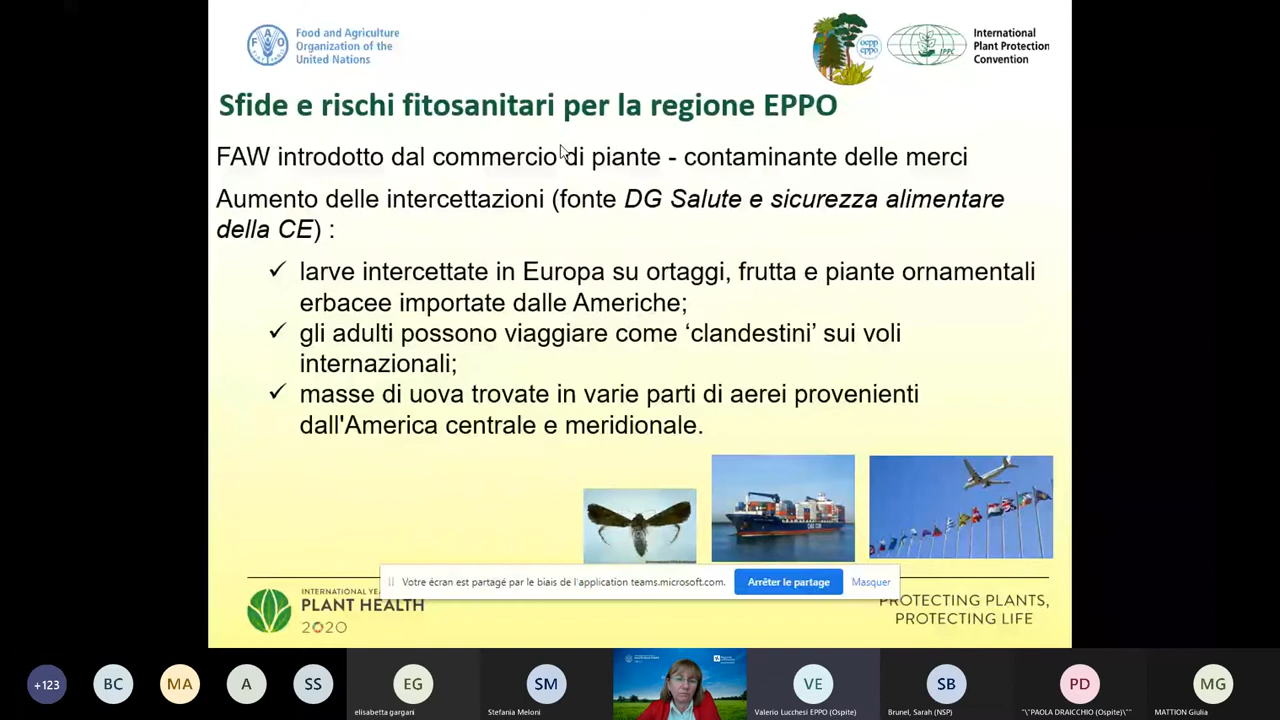 Food and Agriculture
Organization of the
United Nations
FAO
oepp
eppo
IPPC
International
Plant Protection
Convention
Sfide e rischi fitosanitari per la regione EPPO
FAW introdotto dal commercio di piante - contaminante delle merci
Aumento delle intercettazioni (fonte DG Salute e sicurezza alimentare
della CE) :
✓ larve intercettate in Europa su ortaggi, frutta e piante ornamentali
erbacee importate dalle Americhe;
✓ gli adulti possono viaggiare come ‘clandestini’ sui voli
internazionali;
✓ masse di uova trovate in varie parti di aerei provenienti
dall'America centrale e meridionale.
Votre écran est partagé par le biais de l'application teams.microsoft.com.
Arrêter le partage
Masquer
INTERNATIONAL YE
PLANT HEALTH
2020
PROTECTING PLANTS,
PROTECTING LIFE
+123
BC
MA
A
SS
EG
elisabetta gargani
SM
Stefania Meloni
VE
Valerio Lucchesi EPPO (Ospite)
SB
Brunel, Sarah (NSP)
PD
"\"PAOLA DRAICCHIO (Ospite)\""
MG
MATTION Giulia